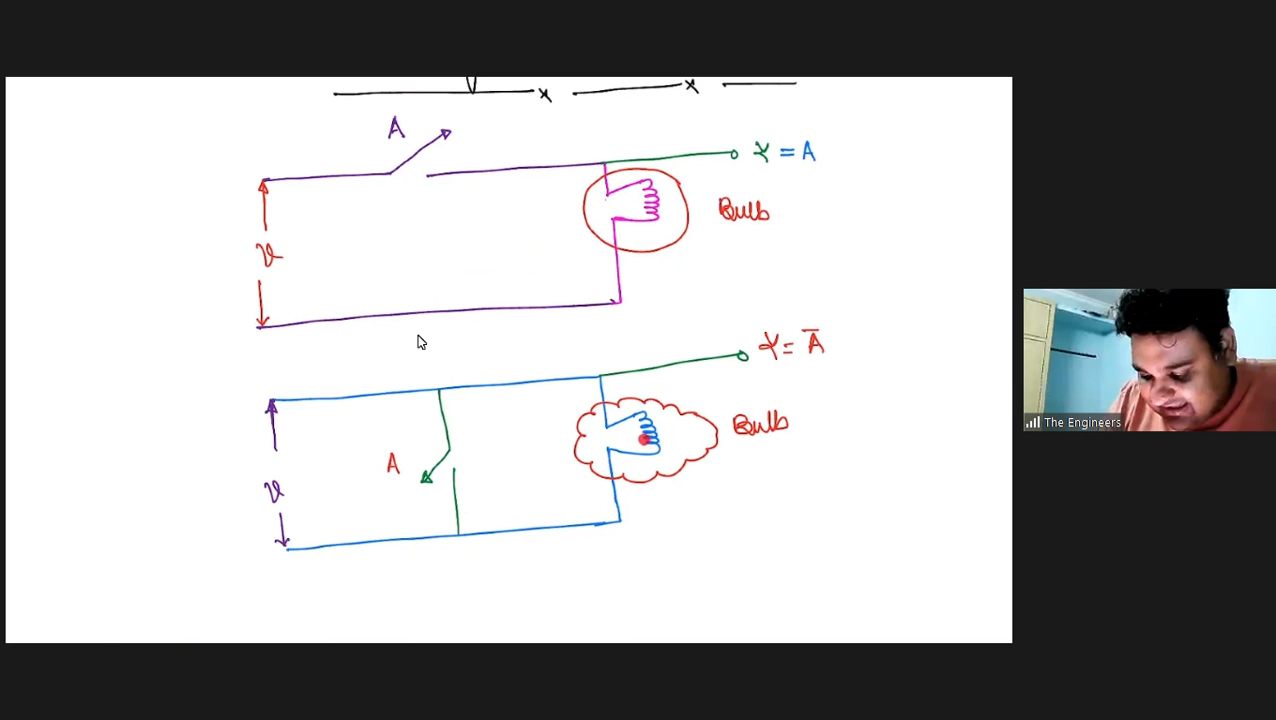 A
Y = A
Bulb
V
Y = Ā
Bulb
A
V
The Engineers